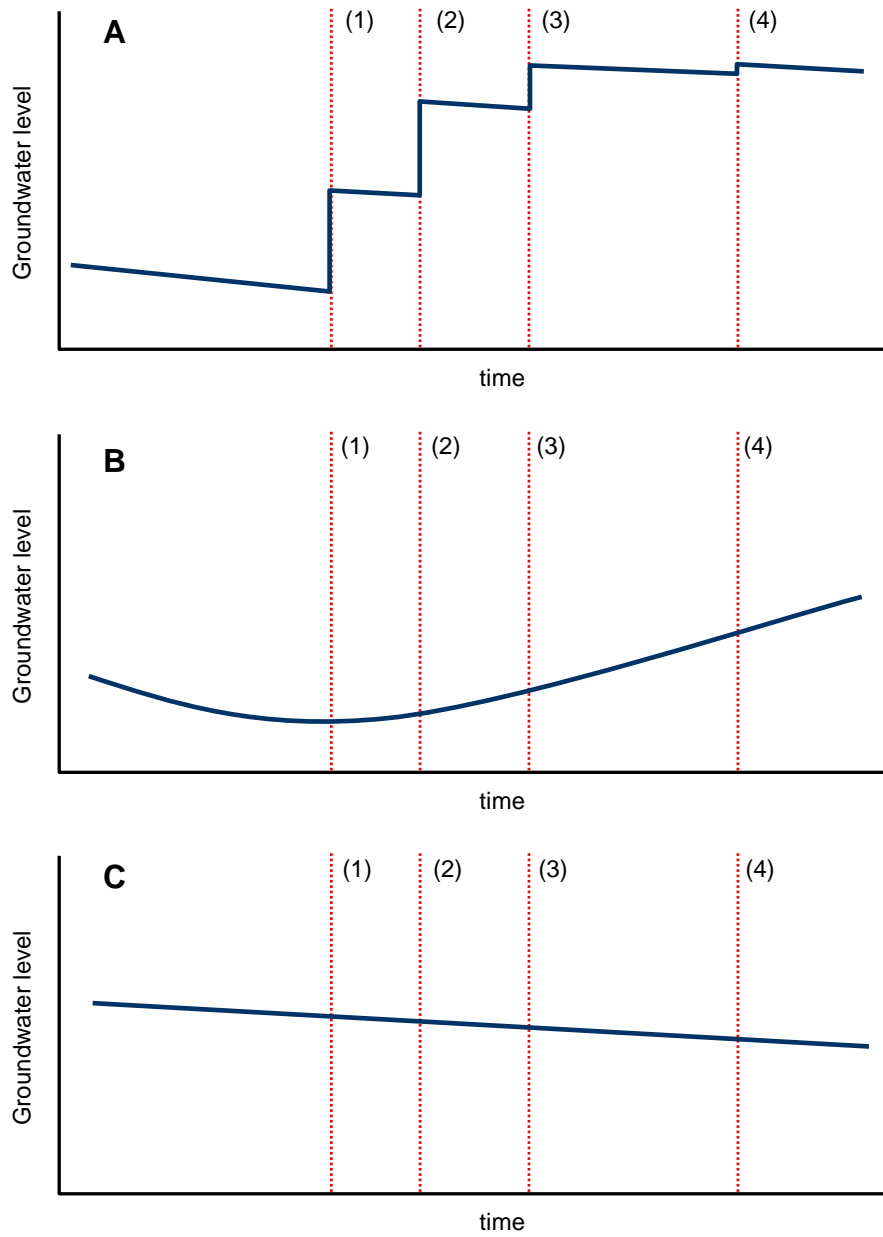 A (1) (2) (3) (4)
Groundwater level
time
B (1) (2) (3) (4)
Groundwater level
time
C (1) (2) (3) (4)
Groundwater level
time